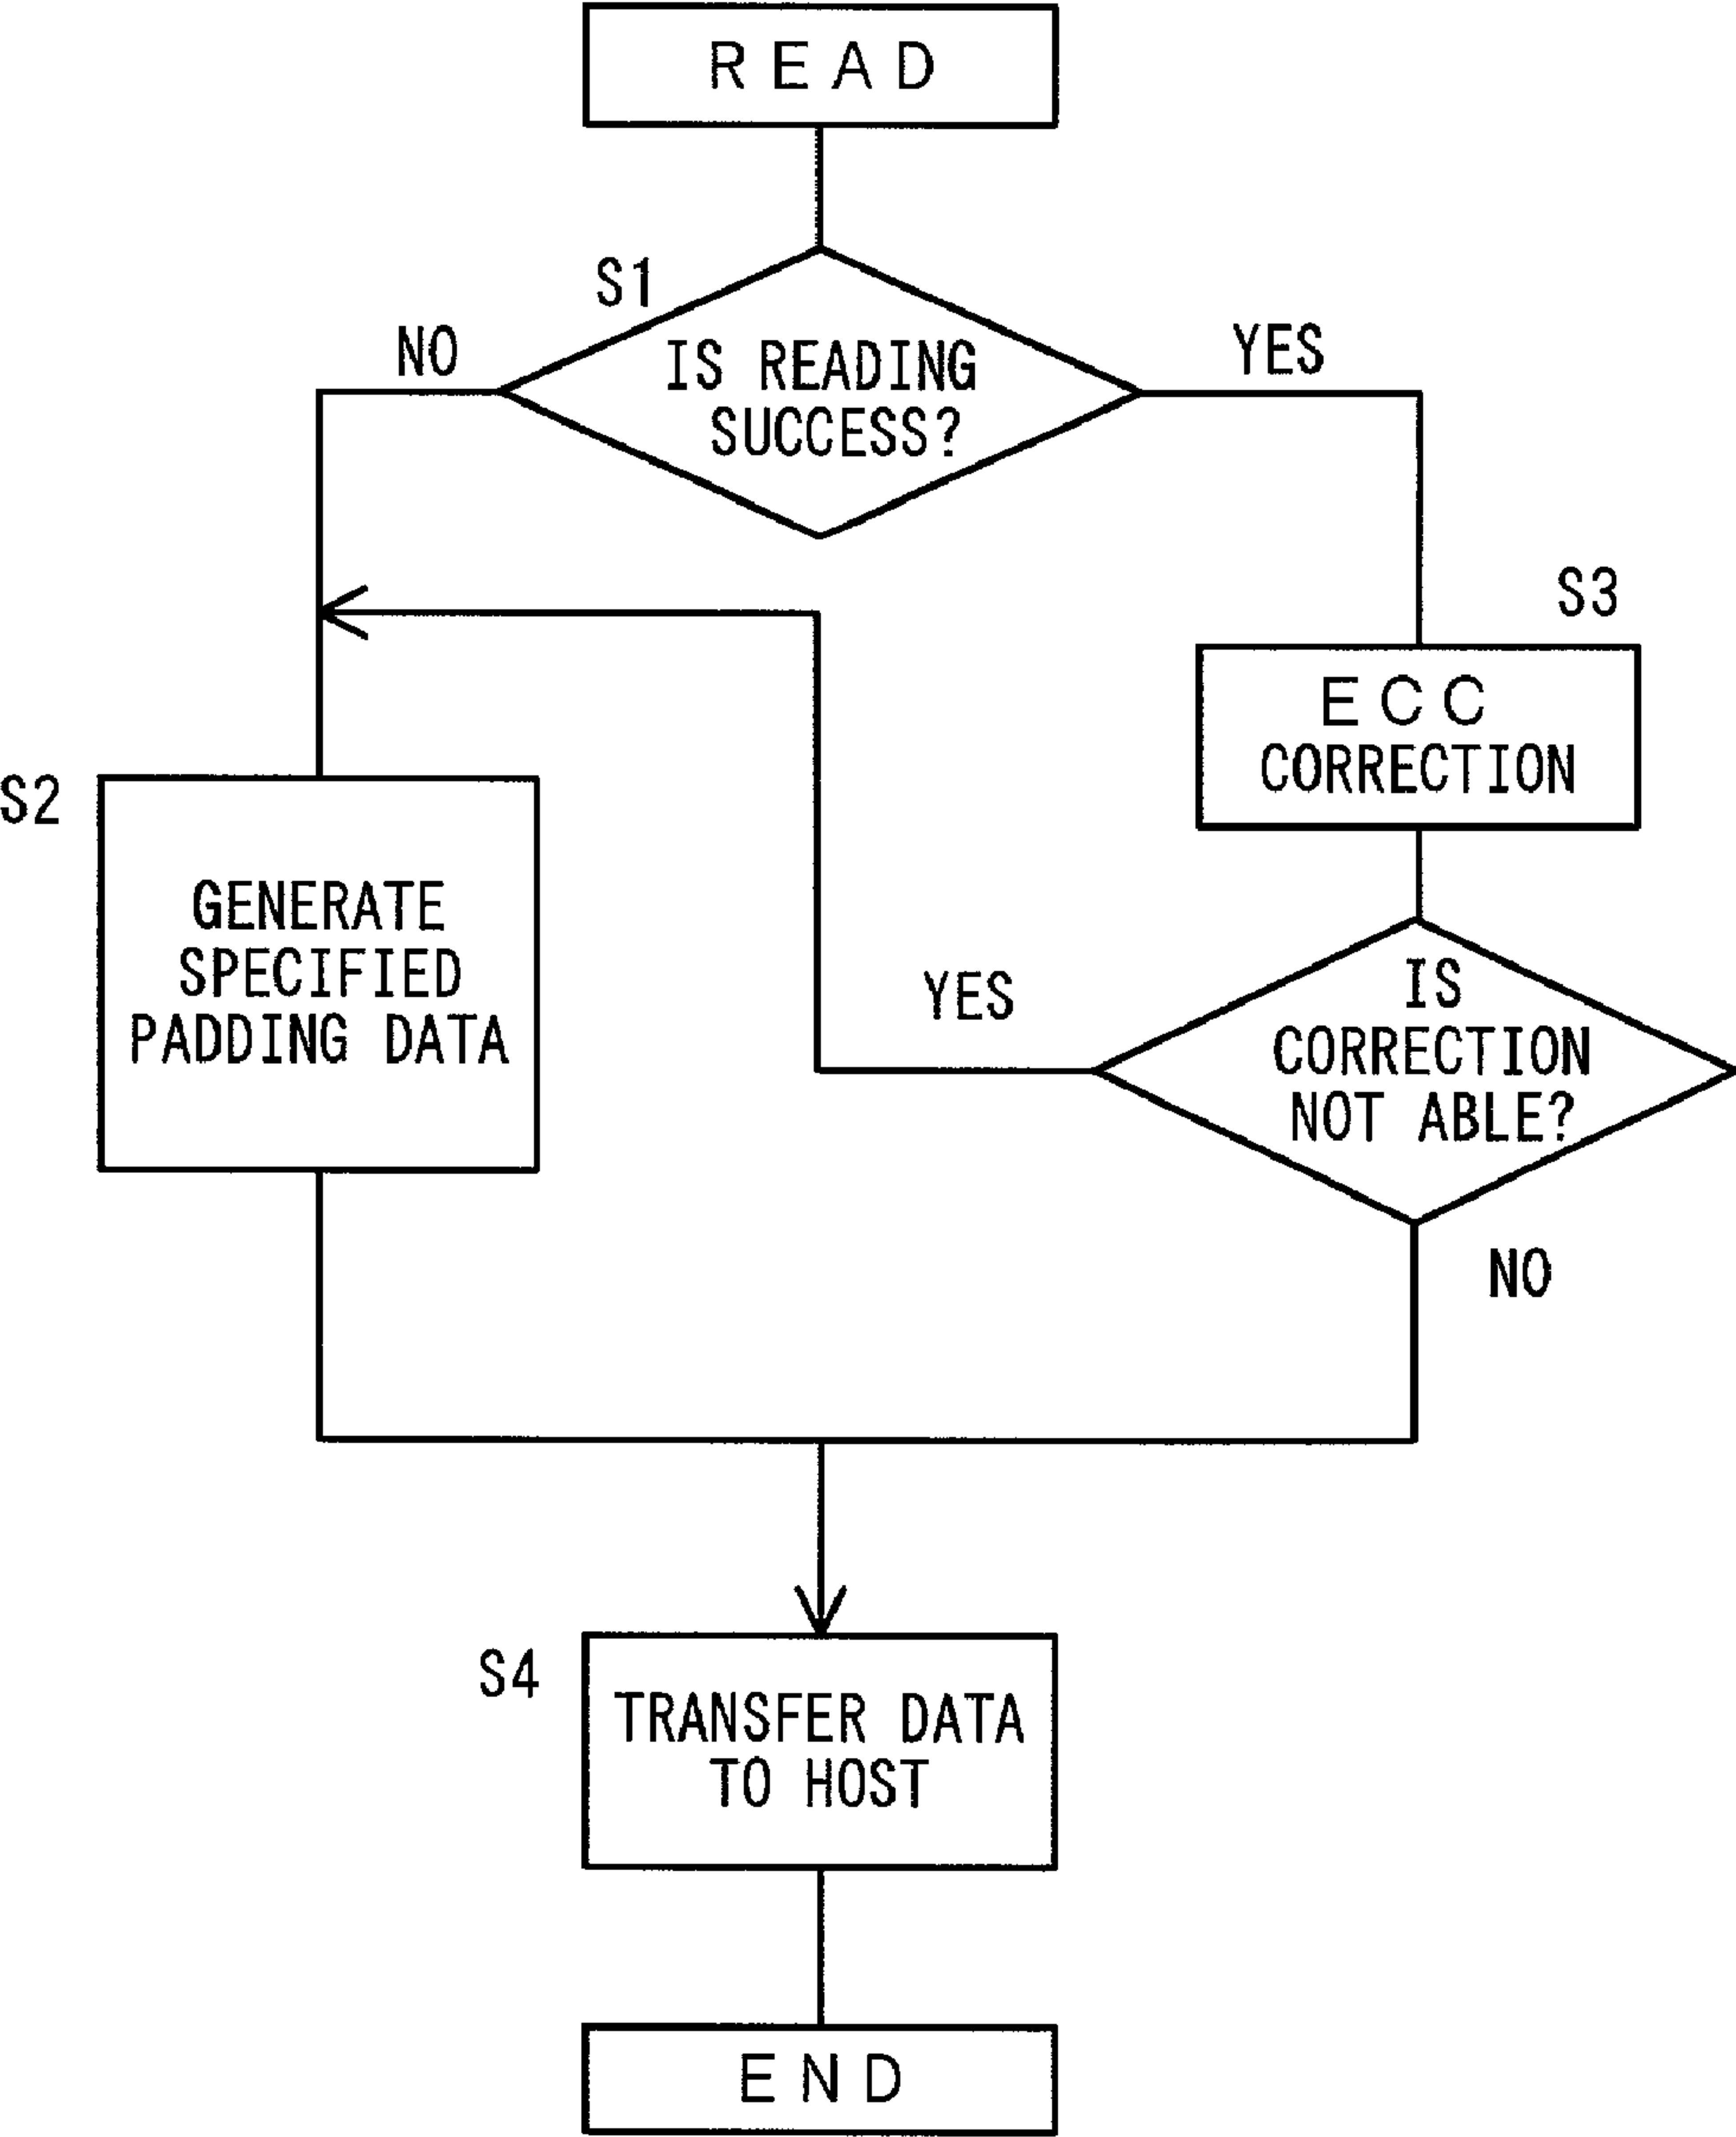 READ
S1
NO
IS READING
SUCCESS?
YES
S3
ECC
CORRECTION
S2
GENERATE
SPECIFIED
PADDING DATA
YES
IS
CORRECTION
NOT ABLE?
NO
S4
TRANSFER DATA
TO HOST
END